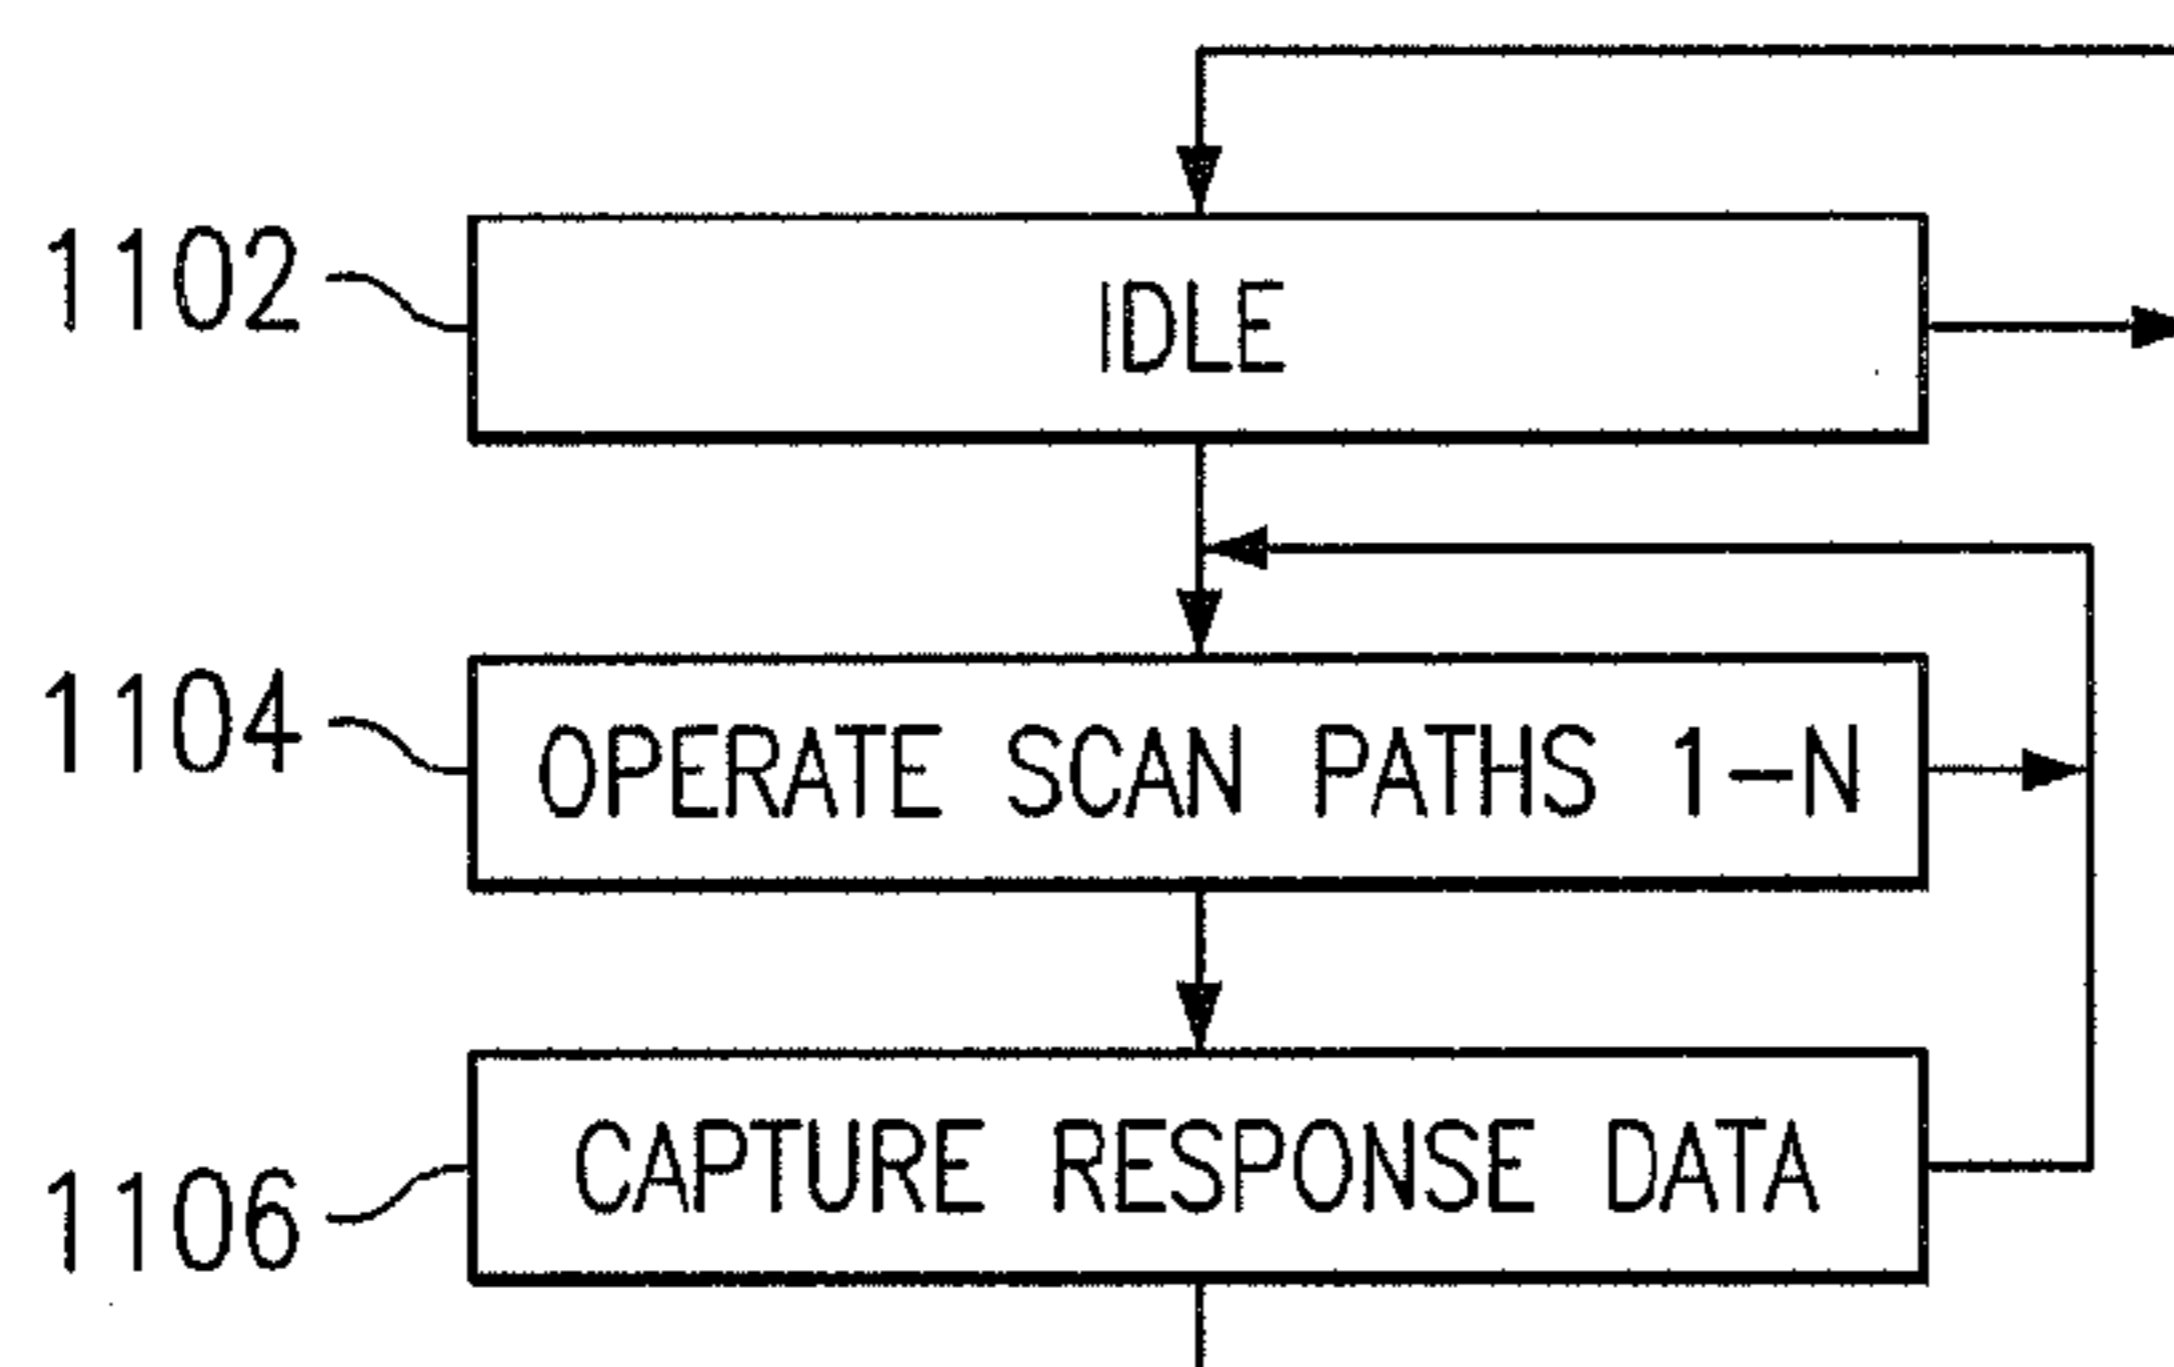 1102
IDLE
1104
OPERATE SCAN PATHS 1-N
CAPTURE RESPONSE DATA
1106